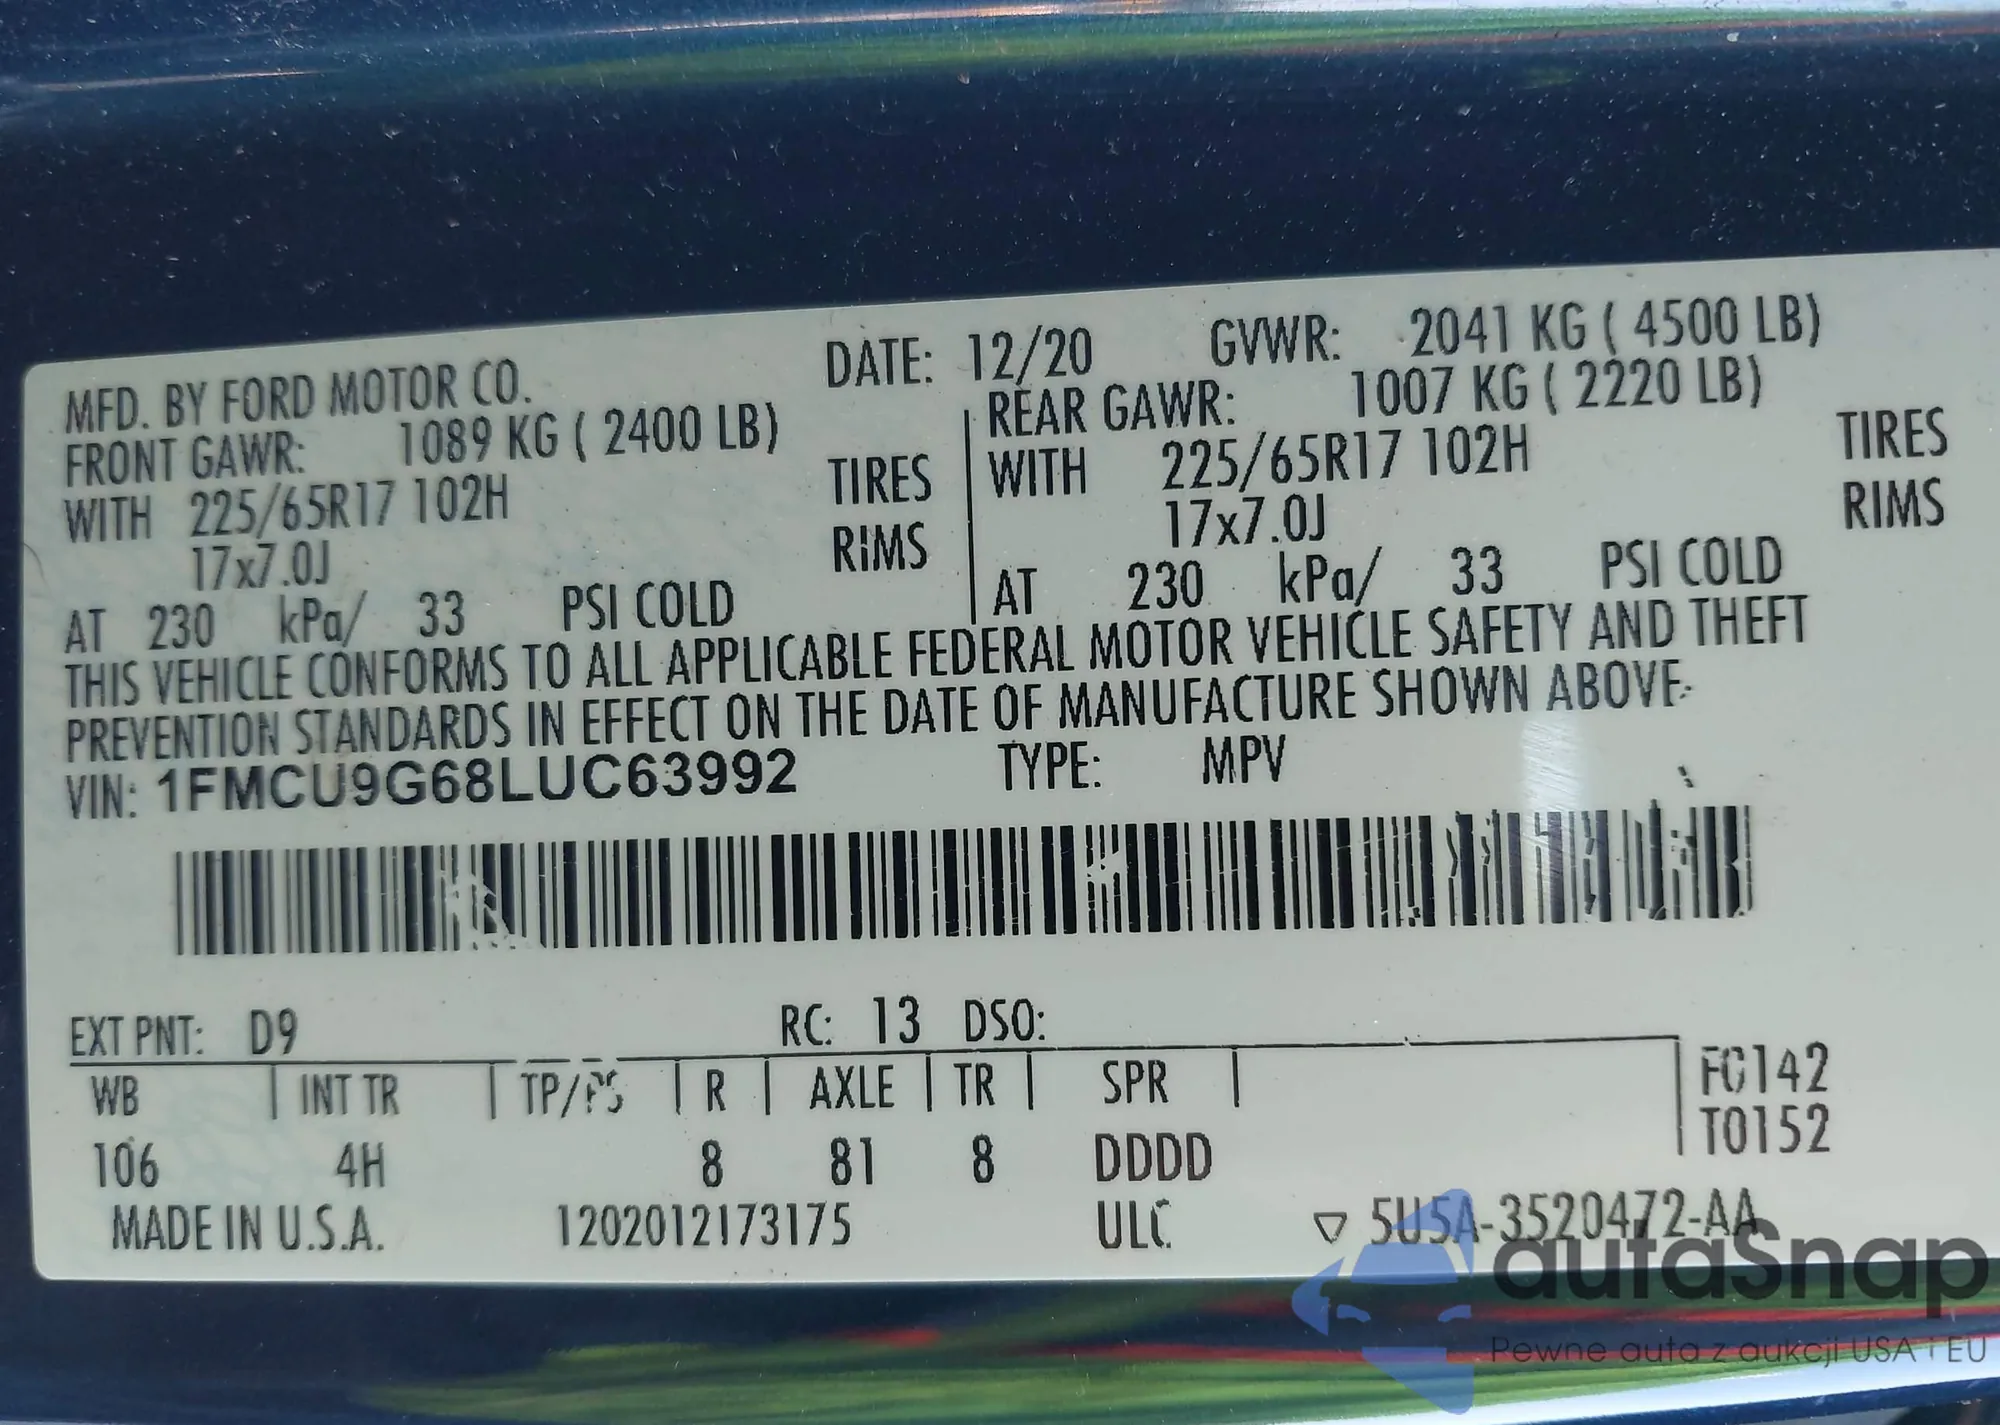 MFD. BY FORD MOTOR CO. DATE: 12/20 GVWR: 2041 KG ( 4500 LB)
FRONT GAWR: 1089 KG ( 2400 LB) REAR GAWR: 1007 KG ( 2220 LB)
WITH 225/65R17 102H TIRES WITH 225/65R17 102H TIRES
17x7.0J RIMS 17x7.0J RIMS
AT 230 kPa/ 33 PSI COLD AT 230 kPa/ 33 PSI COLD
THIS VEHICLE CONFORMS TO ALL APPLICABLE FEDERAL MOTOR VEHICLE SAFETY AND THEFT
PREVENTION STANDARDS IN EFFECT ON THE DATE OF MANUFACTURE SHOWN ABOVE.
VIN: 1FMCU9G68LUC63992 TYPE: MPV
EXT PNT: D9 RC: 13 DSO:
WB INT TR TP/PS R AXLE TR SPR FC142
T0152
106 4H 8 81 8 DDDD
MADE IN U.S.A. 1202012173175 ULC ▽ 5U5A-3520472-AA
autaSnap
Pewne auta z aukcji USA i EU